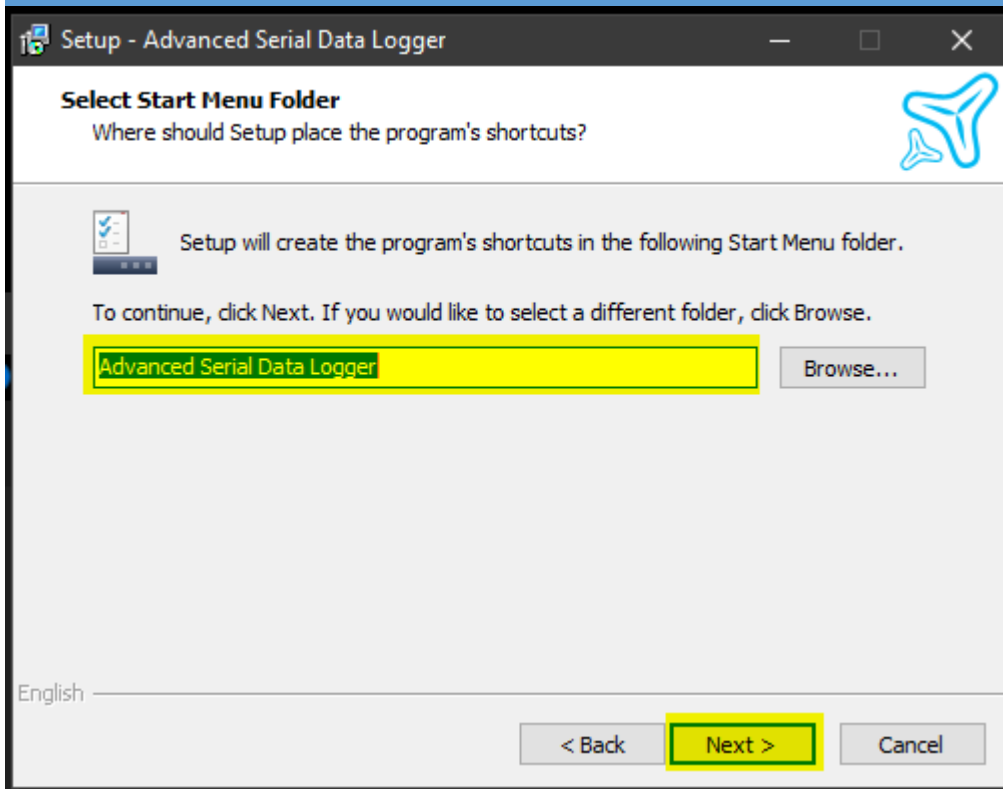 Setup - Advanced Serial Data Logger
Select Start Menu Folder
Where should Setup place the program's shortcuts?
Setup will create the program's shortcuts in the following Start Menu folder.
To continue, click Next. If you would like to select a different folder, click Browse.
Advanced Serial Data Logger
Browse...
English
< Back
Next >
Cancel